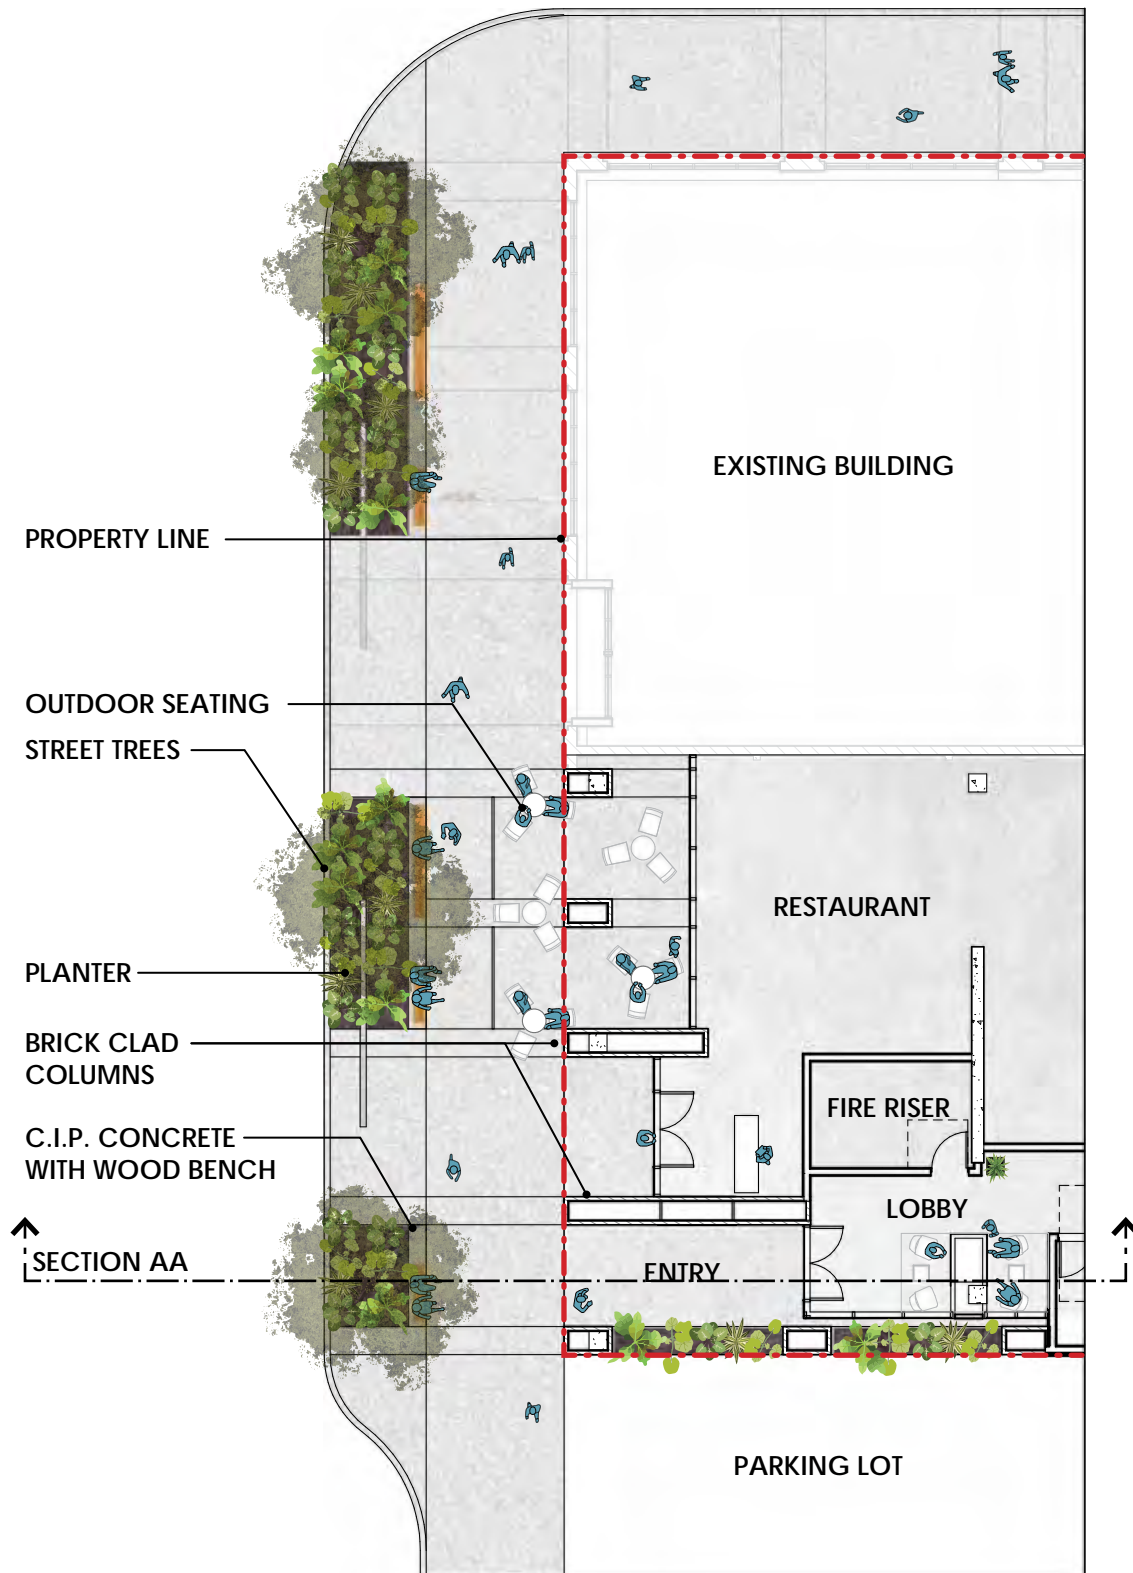 EXISTING BUILDING
PROPERTY LINE
OUTDOOR SEATING
STREET TREES
RESTAURANT
PLANTER
BRICK CLAD
COLUMNS
FIRE RISER
C.I.P. CONCRETE
WITH WOOD BENCH
LOBBY
SECTION AA
ENTRY
PARKING LOT